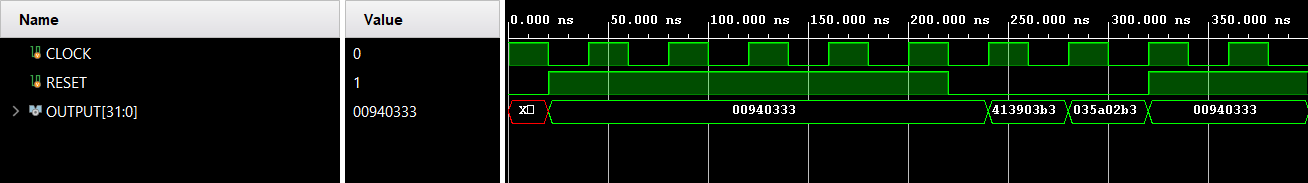 Name Value 0.000 ns 50.000 ns 100.000 ns 150.000 ns 200.000 ns 250.000 ns 300.000 ns 350.000 ns
CLOCK 0
RESET 1
OUTPUT[31:0] 00940333 X 00940333 413903b3 035a02b3 00940333